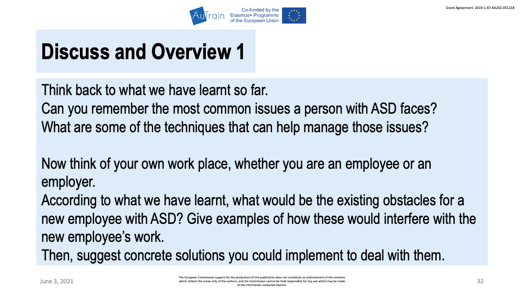 Grant Agreement: 2019-1-AT-KA202-051218
AuTrain
Co-funded by the
Erasmus+ Programme
of the European Union
Discuss and Overview 1
Think back to what we have learnt so far.
Can you remember the most common issues a person with ASD faces?
What are some of the techniques that can help manage those issues?
Now think of your own work place, whether you are an employee or an
employer.
According to what we have learnt, what would be the existing obstacles for a
new employee with ASD? Give examples of how these would interfere with the
new employee's work.
Then, suggest concrete solutions you could implement to deal with them.
June 3, 2021
The European Commission support for the production of this publication does not constitute an endorsement of the contents
which reflects the views only of the authors, and the Commission cannot be held responsible for any use which may be made
of the information contained therein.
32